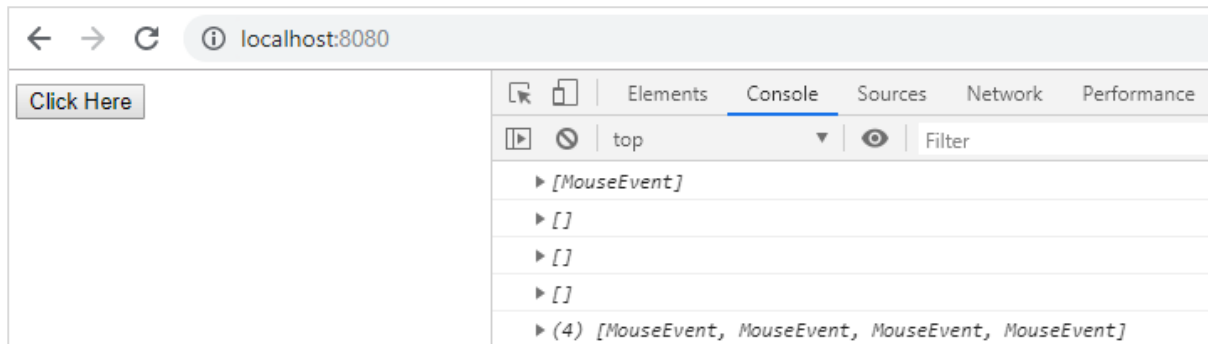 localhost:8080
Click Here
Elements Console Sources Network Performance
top Filter
[MouseEvent]
[]
[]
[]
(4) [MouseEvent, MouseEvent, MouseEvent, MouseEvent]